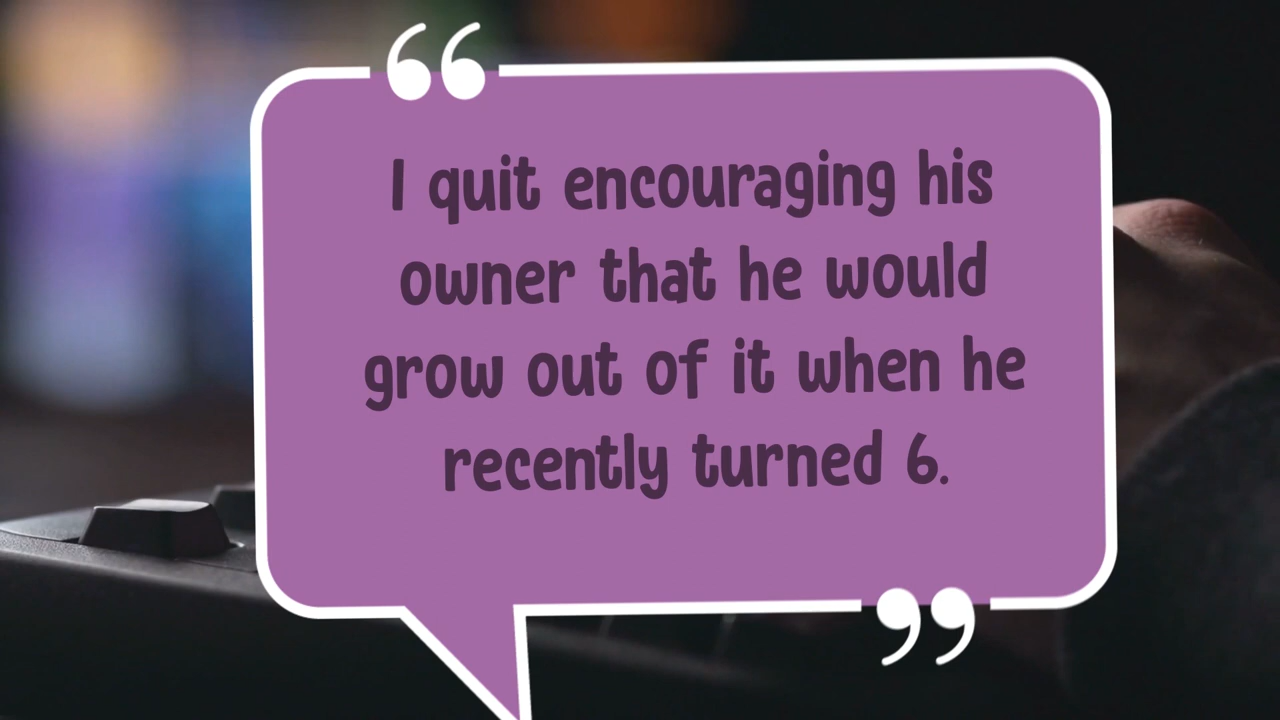 “
I quit encouraging his
owner that he would
grow out of it when he
recently turned 6.
”